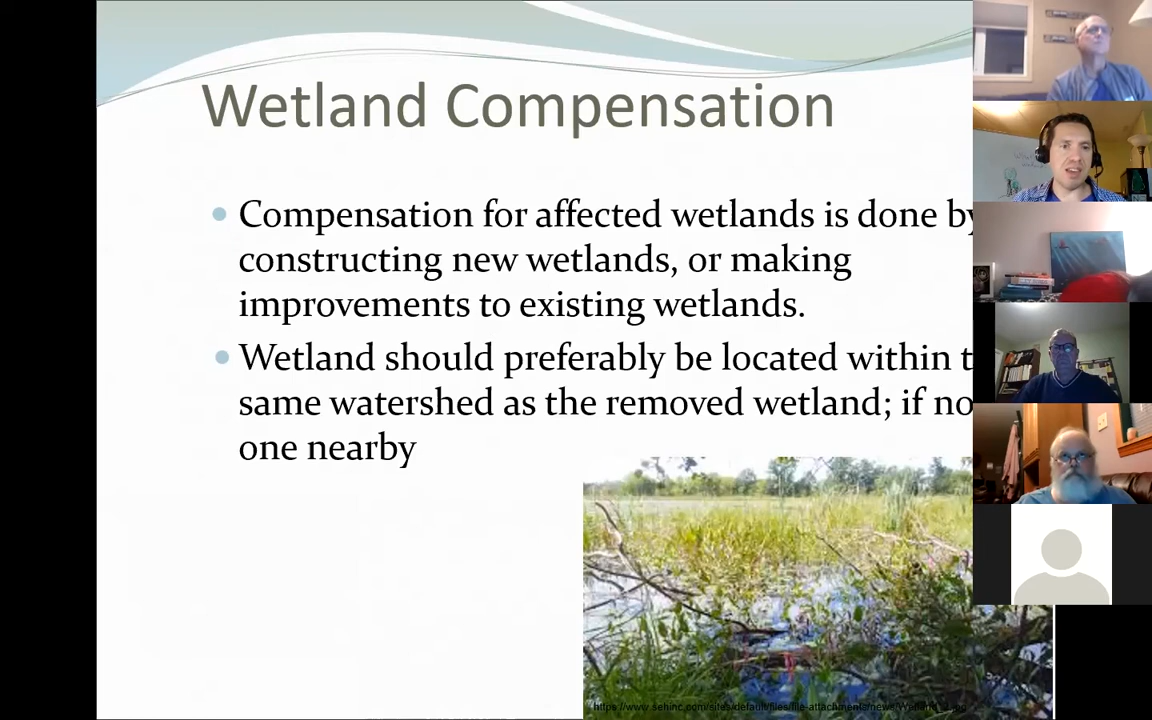 Wetland Compensation
Compensation for affected wetlands is done by
constructing new wetlands, or making
improvements to existing wetlands.
Wetland should preferably be located within
same watershed as the removed wetland; if
one nearby